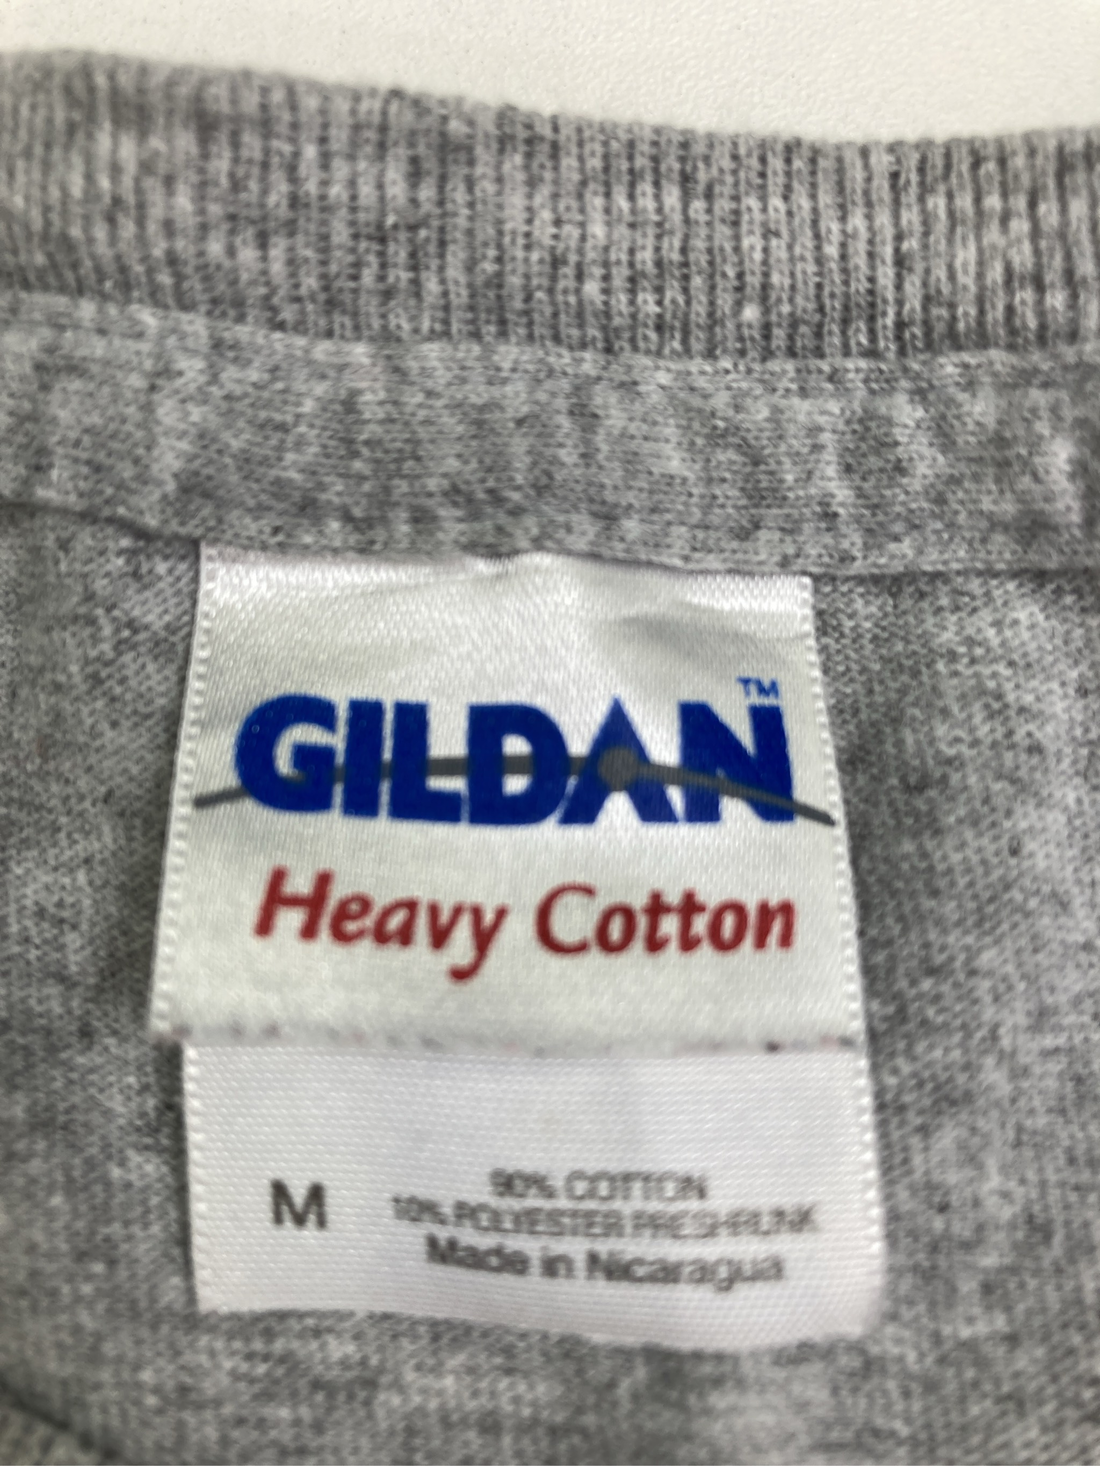 GILDAN™
Heavy Cotton
M
90% COTTON
10% POLYESTER PRESHRUNK
Made in Nicaragua